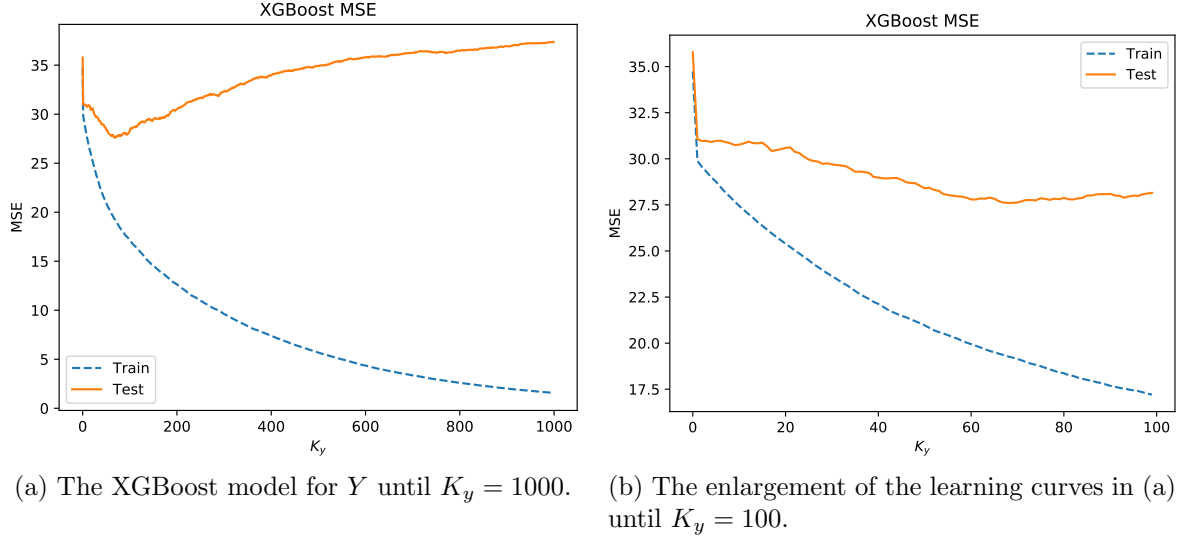 XGBoost MSE
35
30
25
20
15
10
5
0
MSE
Train
Test
0 200 400 600 800 1000
K_y
(a) The XGBoost model for Y until K_y = 1000.
XGBoost MSE
35.0
32.5
30.0
27.5
25.0
22.5
20.0
17.5
MSE
Train
Test
0 20 40 60 80 100
K_y
(b) The enlargement of the learning curves in (a)
until K_y = 100.